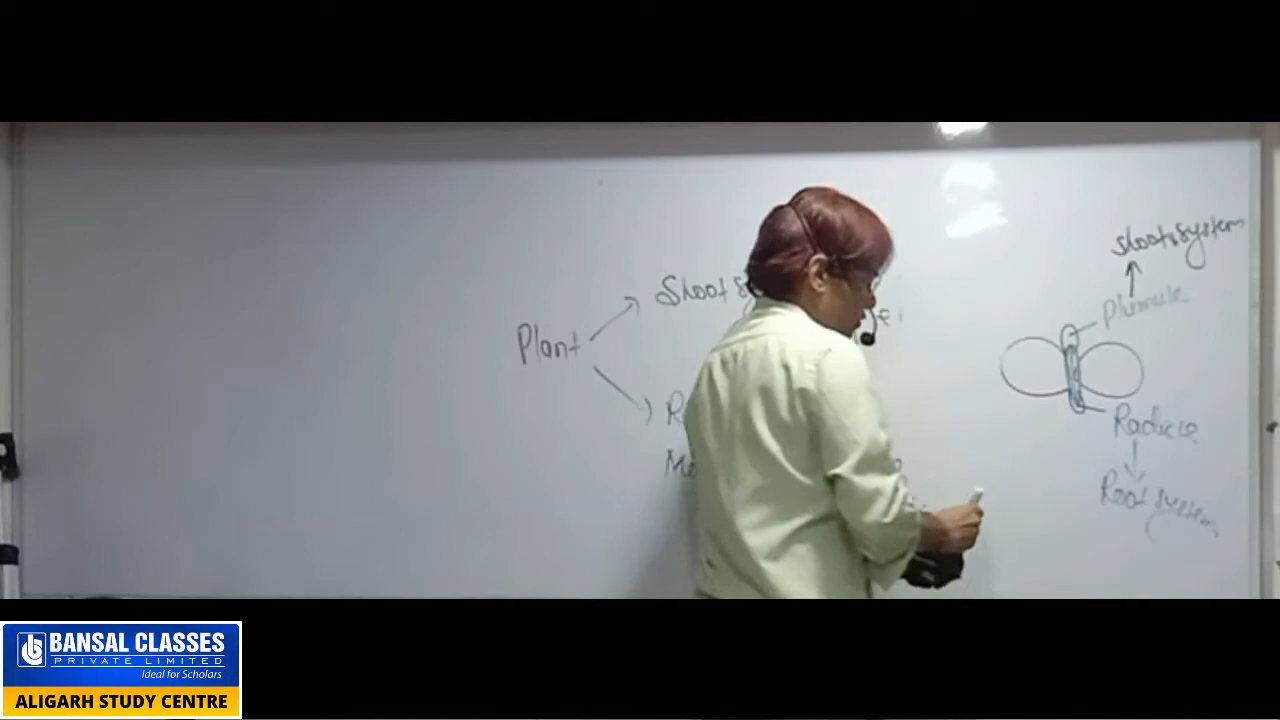 Shoot system
Plumule
Shoot
Plant
Radicle
Root system
BANSAL CLASSES
PRIVATE LIMITED
Ideal for Scholars
ALIGARH STUDY CENTRE